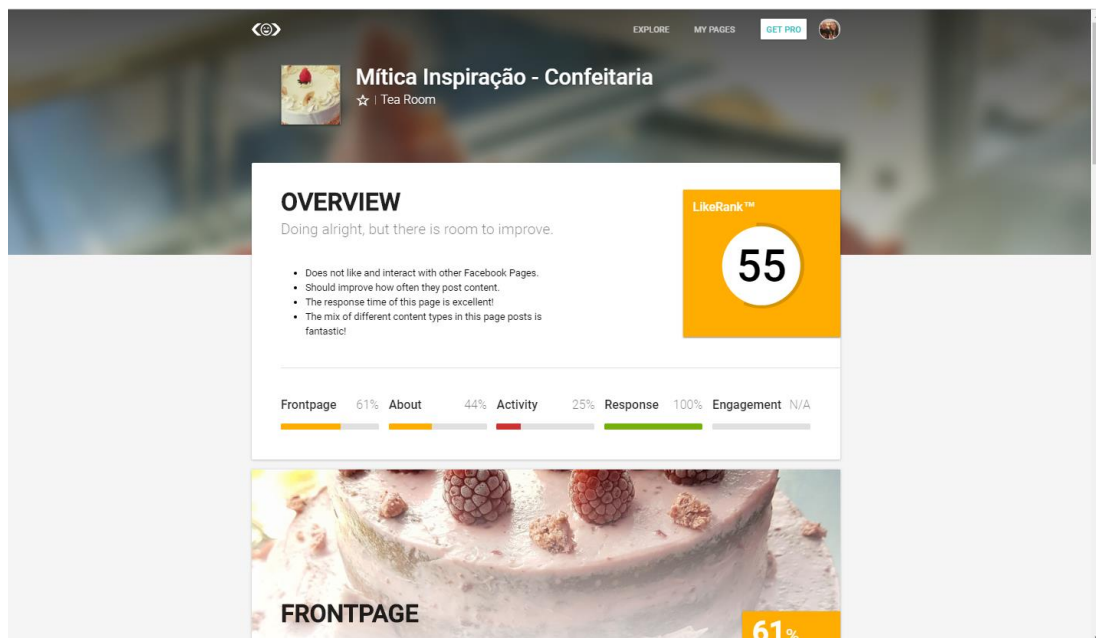 EXPLORE MY PAGES GET PRO
Mítica Inspiração - Confeitaria
☆ | Tea Room
OVERVIEW
Doing alright, but there is room to improve.
LikeRank™
55
• Does not like and interact with other Facebook Pages.
• Should improve how often they post content.
• The response time of this page is excellent!
• The mix of different content types in this page posts is
fantastic!
Frontpage 61% About 44% Activity 25% Response 100% Engagement N/A
FRONTPAGE
61%